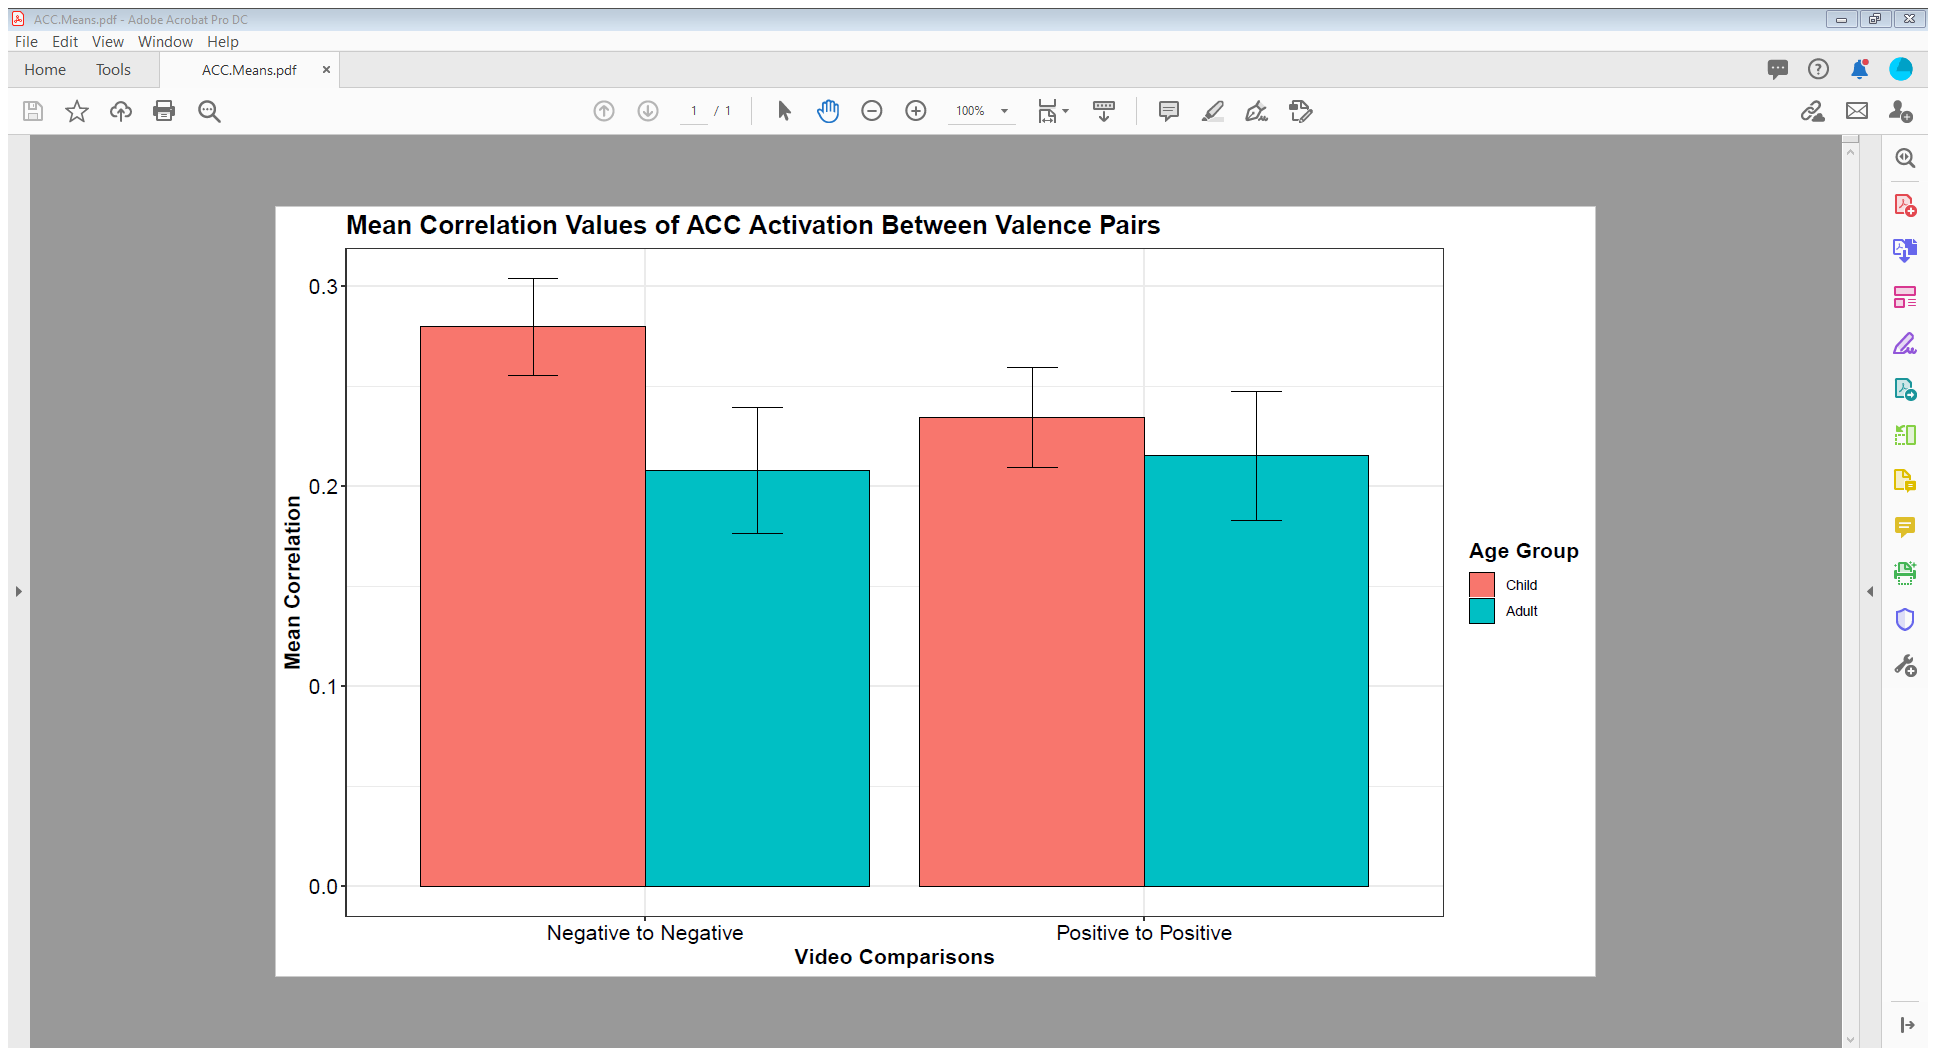 ACC.Means.pdf - Adobe Acrobat Pro DC
File Edit View Window Help
Home Tools ACC.Means.pdf ×
1 / 1 100%
Mean Correlation Values of ACC Activation Between Valence Pairs
0.3
0.2
0.1
0.0
Mean Correlation
Negative to Negative Positive to Positive
Video Comparisons
Age Group
Child
Adult